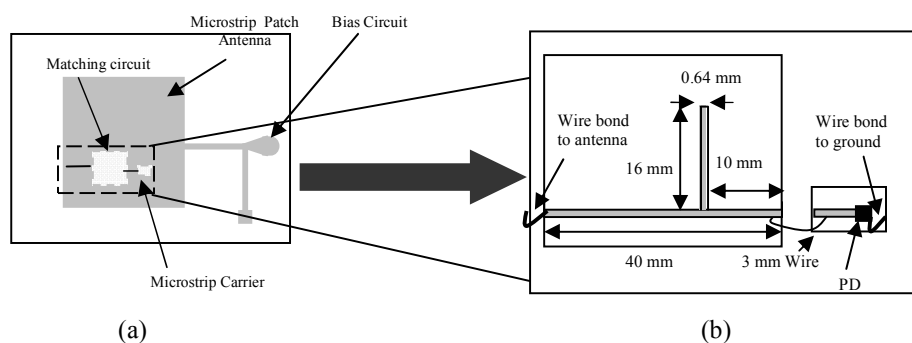 Microstrip Patch
Antenna
Bias Circuit
Matching circuit
Microstrip Carrier
(a)
0.64 mm
Wire bond
to antenna
16 mm
10 mm
Wire bond
to ground
40 mm
3 mm Wire
PD
(b)